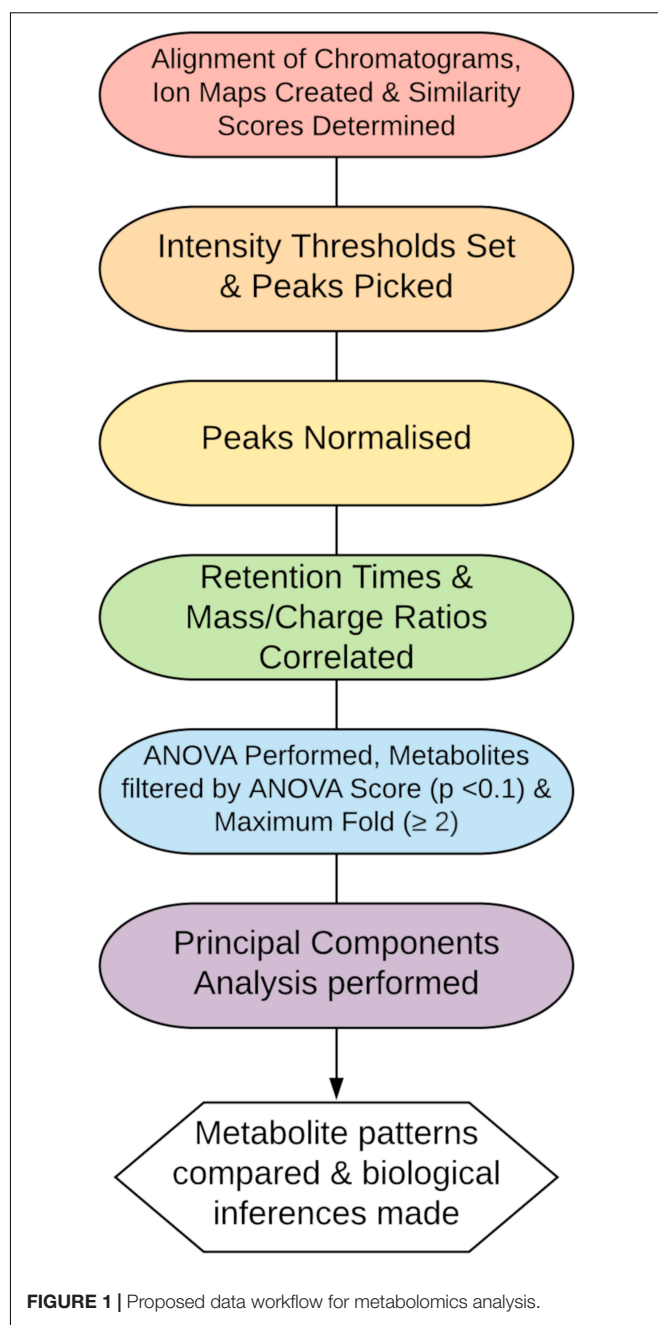 Alignment of Chromatograms,
Ion Maps Created & Similarity
Scores Determined
Intensity Thresholds Set
& Peaks Picked
Peaks Normalised
Retention Times &
Mass/Charge Ratios
Correlated
ANOVA Performed, Metabolites
filtered by ANOVA Score (p <0.1) &
Maximum Fold (≥ 2)
Principal Components
Analysis performed
Metabolite patterns
compared & biological
inferences made
FIGURE 1 | Proposed data workflow for metabolomics analysis.